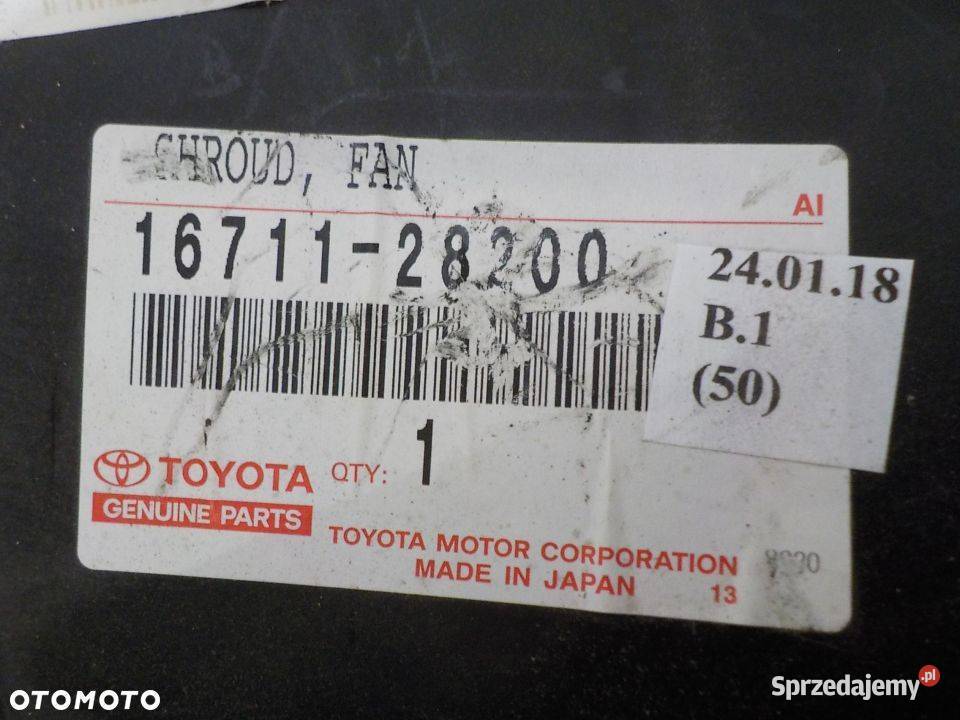 SHROUD, FAN
AI
16711-28200
24.01.18
B.1
(50)
TOYOTA QTY: 1
GENUINE PARTS
TOYOTA MOTOR CORPORATION
MADE IN JAPAN 13
OTOMOTO
Sprzedajemy.pl